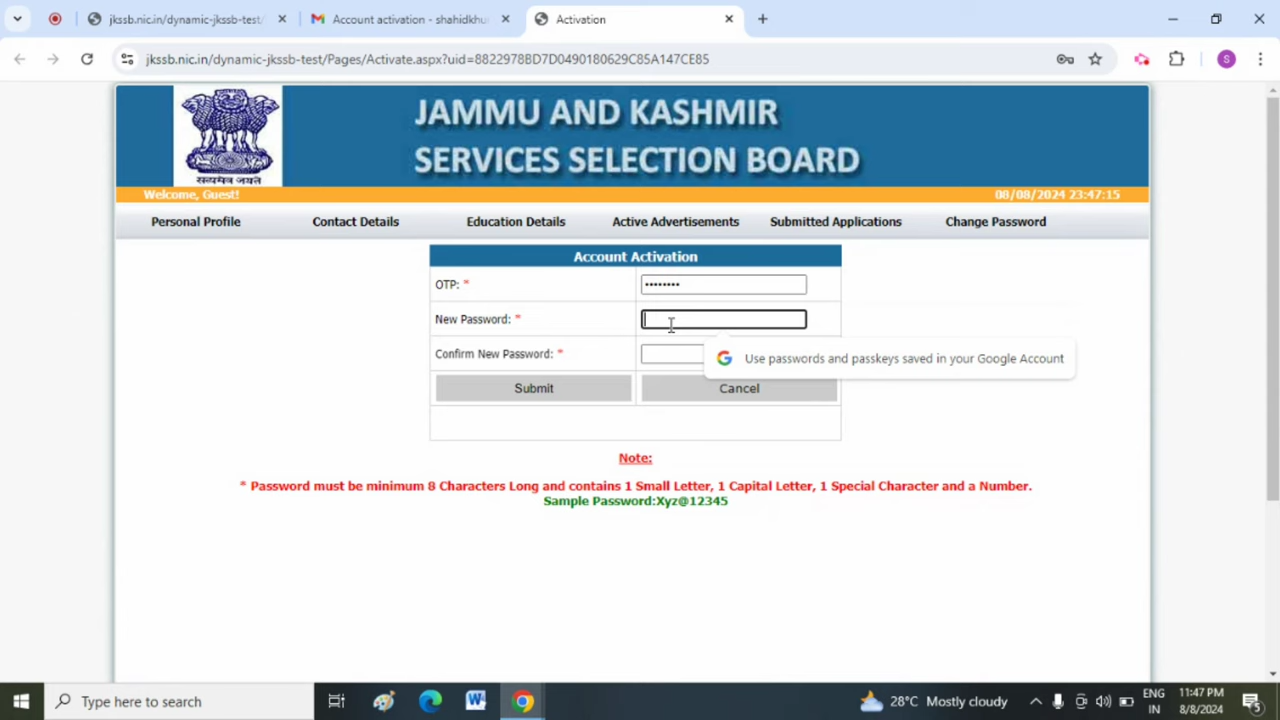 jkssb.nic.in/dynamic-jkssb-test/
Account activation - shahidkhu
Activation
jkssb.nic.in/dynamic-jkssb-test/Pages/Activate.aspx?uid=8822978BD7D0490180629C85A147CE85
S
सत्यमेव जयते
JAMMU AND KASHMIR
SERVICES SELECTION BOARD
Welcome, Guest!
08/08/2024 23:47:15
Personal Profile
Contact Details
Education Details
Active Advertisements
Submitted Applications
Change Password
Account Activation
OTP: *
••••••••
New Password: *
Confirm New Password: *
Use passwords and passkeys saved in your Google Account
Submit
Cancel
Note:
* Password must be minimum 8 Characters Long and contains 1 Small Letter, 1 Capital Letter, 1 Special Character and a Number.
Sample Password:Xyz@12345
Type here to search
28°C Mostly cloudy
ENG
IN
11:47 PM
8/8/2024
5